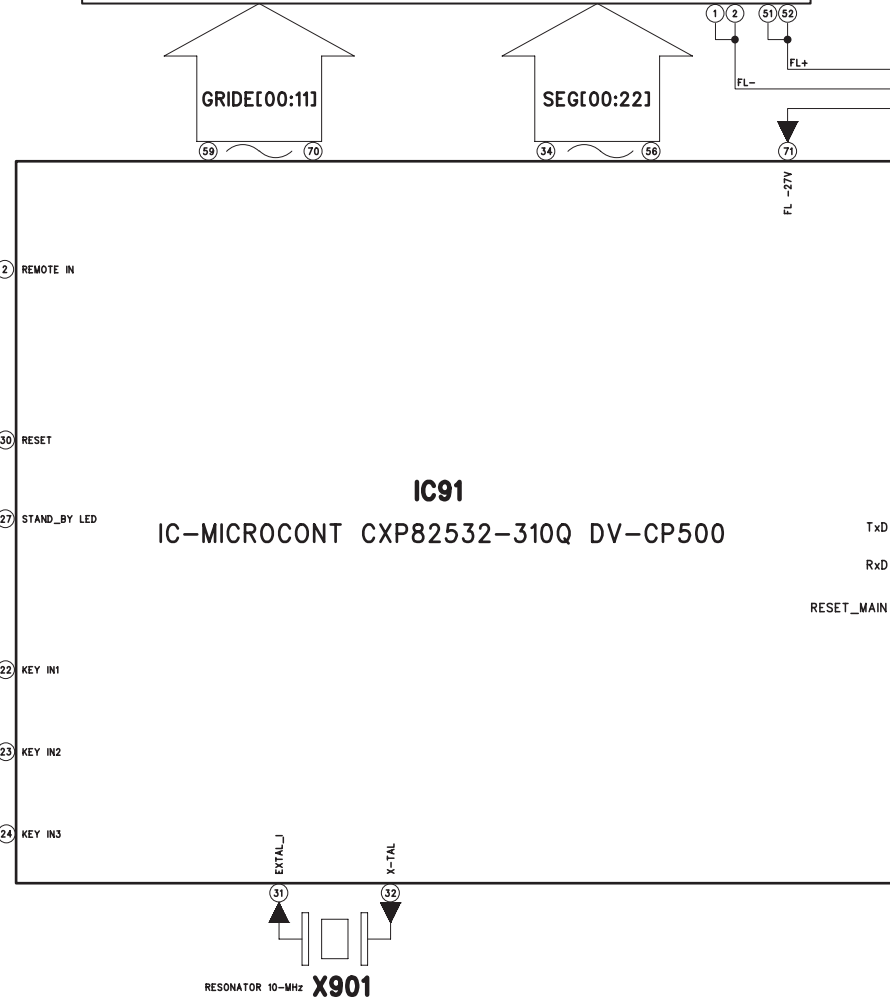 1 2 51 52
FL+
FL-
GRIDE[00:11] SEG[00:22]
59 70 34 56 71
FL -27V
2 REMOTE IN
30 RESET
IC91
27 STAND_BY LED
IC-MICROCONT CXP82532-310Q DV-CP500
TxD
RxD
RESET_MAIN
22 KEY IN1
23 KEY IN2
24 KEY IN3
EXTAL_I
X-TAL
31 32
RESONATOR 10-MHz X901